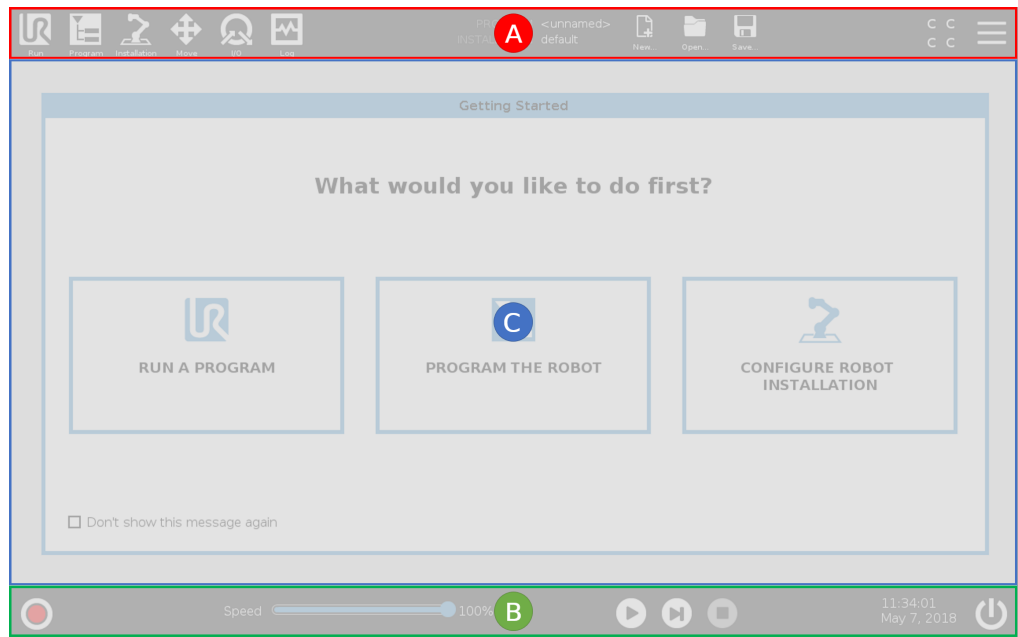 Run
Program
Installation
Move
I/O
Log
<unnamed>
default
A
New...
Open...
Save...
C C
C C
Getting Started
What would you like to do first?
RUN A PROGRAM
C
PROGRAM THE ROBOT
CONFIGURE ROBOT
INSTALLATION
Don't show this message again
Speed
100%
B
11:34:01
May 7, 2018